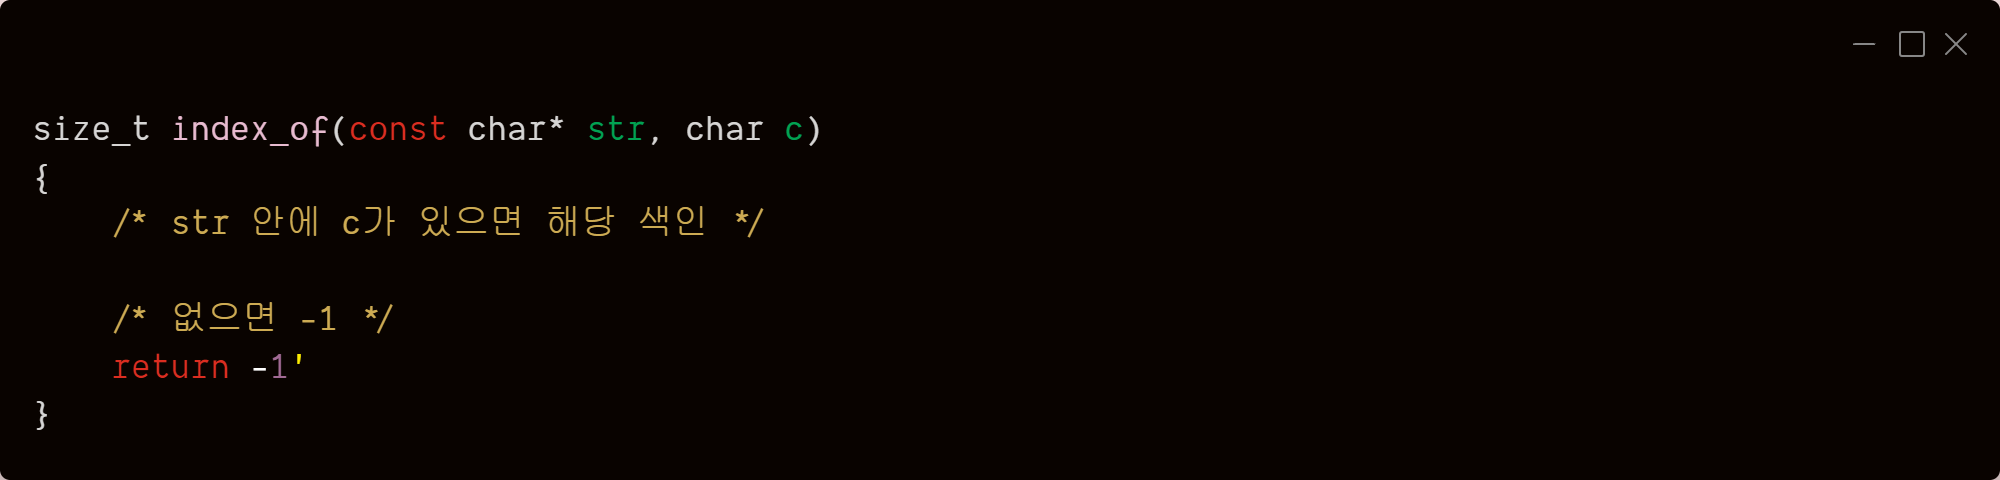 size_t index_of(const char* str, char c)
{
    /* str 안에 c가 있으면 해당 색인 */
    /* 없으면 -1 */
    return -1'
}